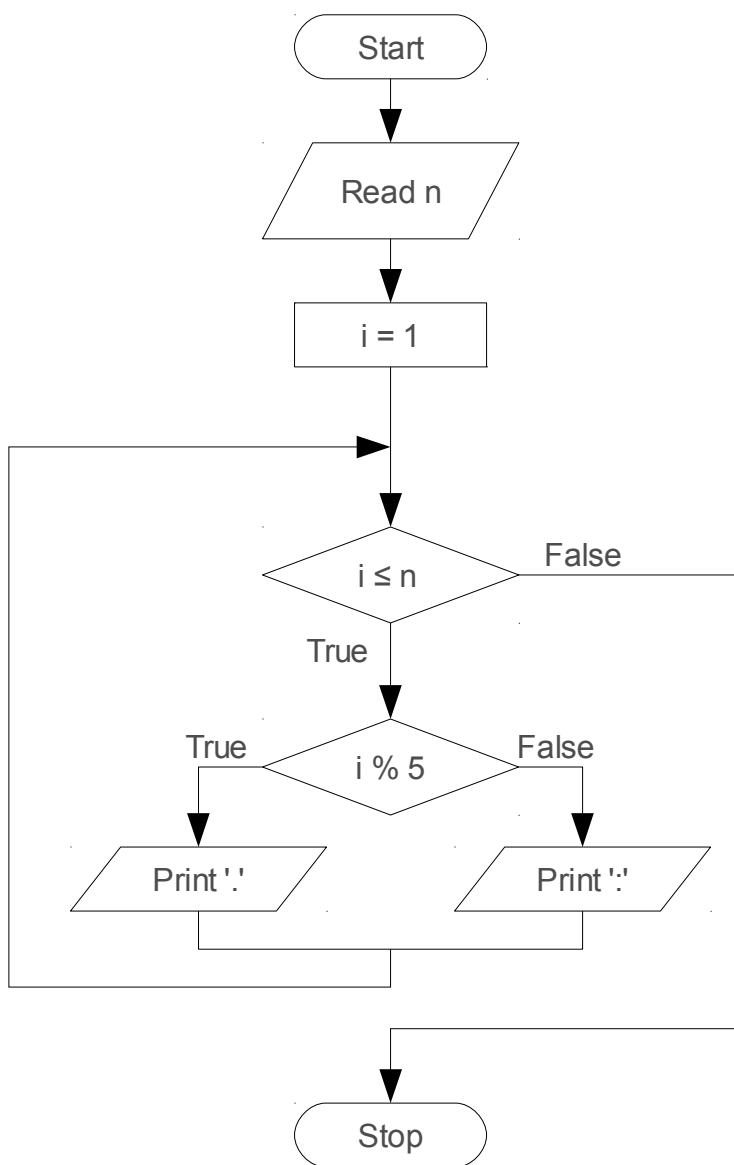 Start
Read n
i = 1
i ≤ n
False
True
True
i % 5
False
Print '.'
Print ':'
Stop